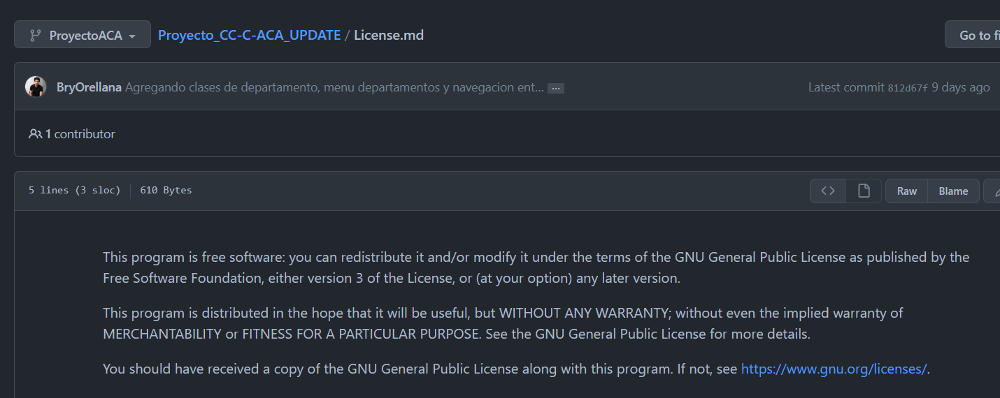 ProyectoACA Proyecto_CC-C-ACA_UPDATE / License.md Go to fi
BryOrellana Agregando clases de departamento, menu departamentos y navegacion ent... ... Latest commit 812d67f 9 days ago
1 contributor
5 lines (3 sloc) 610 Bytes <> Raw Blame
This program is free software: you can redistribute it and/or modify it under the terms of the GNU General Public License as published by the
Free Software Foundation, either version 3 of the License, or (at your option) any later version.
This program is distributed in the hope that it will be useful, but WITHOUT ANY WARRANTY; without even the implied warranty of
MERCHANTABILITY or FITNESS FOR A PARTICULAR PURPOSE. See the GNU General Public License for more details.
You should have received a copy of the GNU General Public License along with this program. If not, see https://www.gnu.org/licenses/.